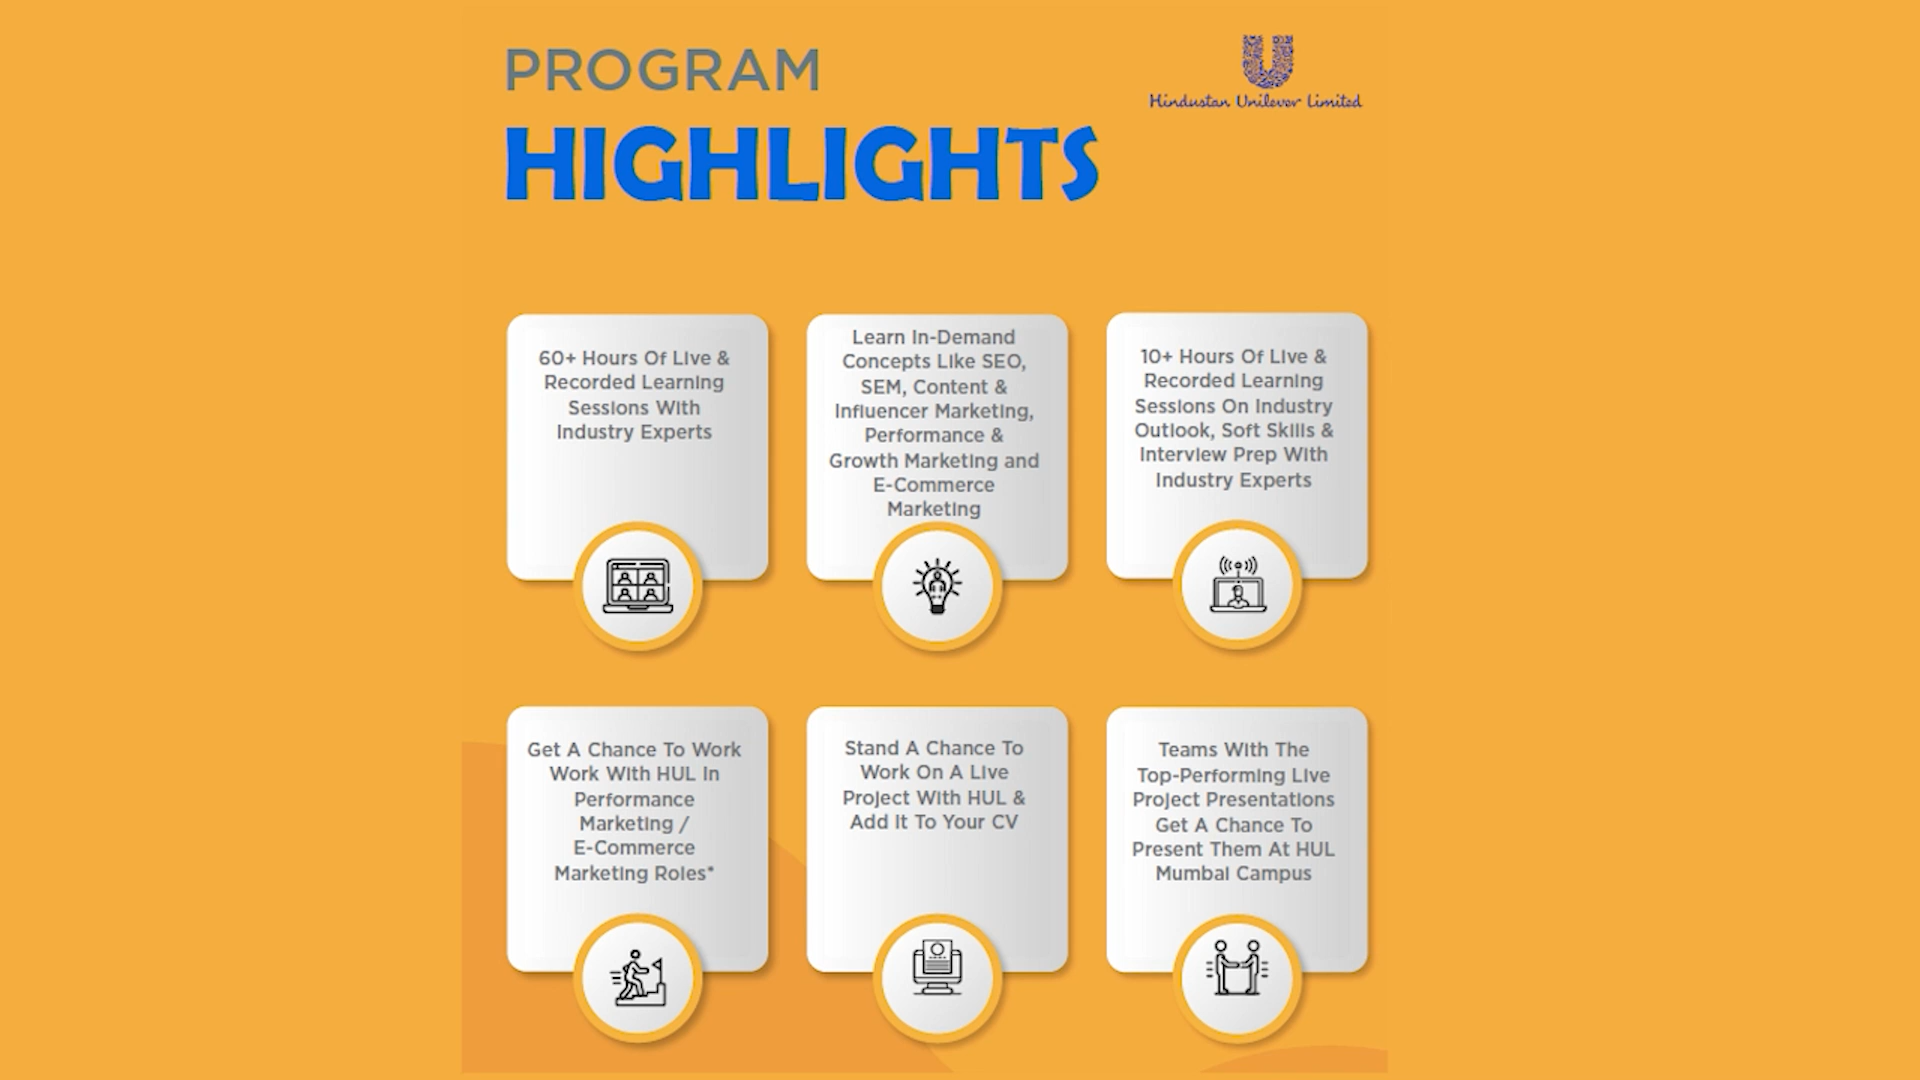 PROGRAM
HIGHLIGHTS
Hindustan Unilever Limited
60+ Hours Of Live &
Recorded Learning
Sessions With
Industry Experts
Learn In-Demand
Concepts Like SEO,
SEM, Content &
Influencer Marketing,
Performance &
Growth Marketing and
E-Commerce
Marketing
10+ Hours Of Live &
Recorded Learning
Sessions On Industry
Outlook, Soft Skills &
Interview Prep With
Industry Experts
Get A Chance To Work
Work With HUL In
Performance
Marketing /
E-Commerce
Marketing Roles*
Stand A Chance To
Work On A Live
Project With HUL &
Add It To Your CV
Teams With The
Top-Performing Live
Project Presentations
Get A Chance To
Present Them At HUL
Mumbai Campus